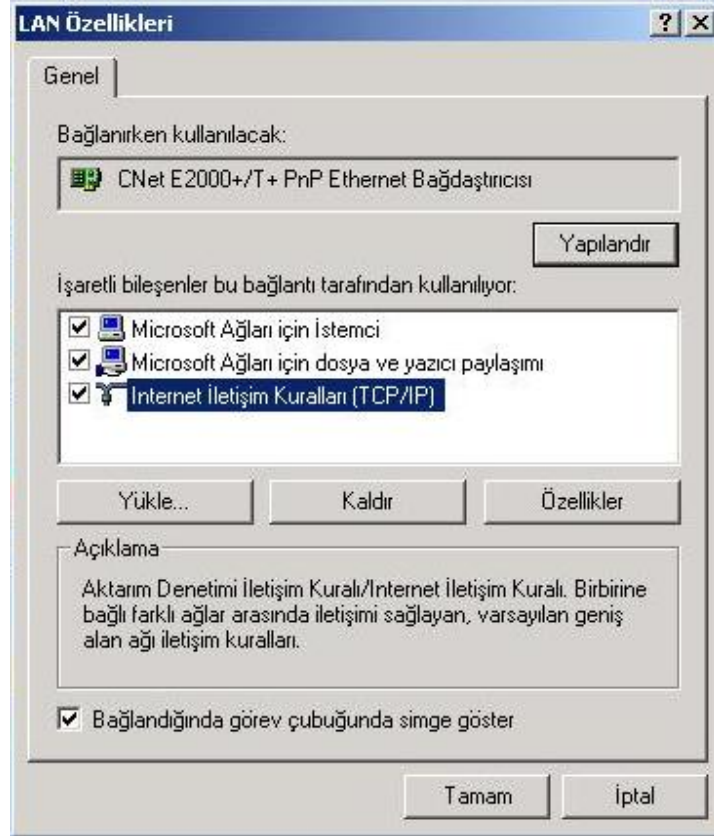 LAN Özellikleri
Genel
Bağlanırken kullanılacak:
CNet E2000+/T+ PnP Ethernet Bağdaştırıcısı
Yapılandır
İşaretli bileşenler bu bağlantı tarafından kullanılıyor:
Microsoft Ağları için İstemci
Microsoft Ağları için dosya ve yazıcı paylaşımı
Internet İletişim Kuralları (TCP/IP)
Yükle... Kaldır Özellikler
Açıklama
Aktarım Denetimi İletişim Kuralı/Internet İletişim Kuralı. Birbirine
bağlı farklı ağlar arasında iletişimi sağlayan, varsayılan geniş
alan ağı iletişim kuralları.
Bağlandığında görev çubuğunda simge göster
Tamam İptal